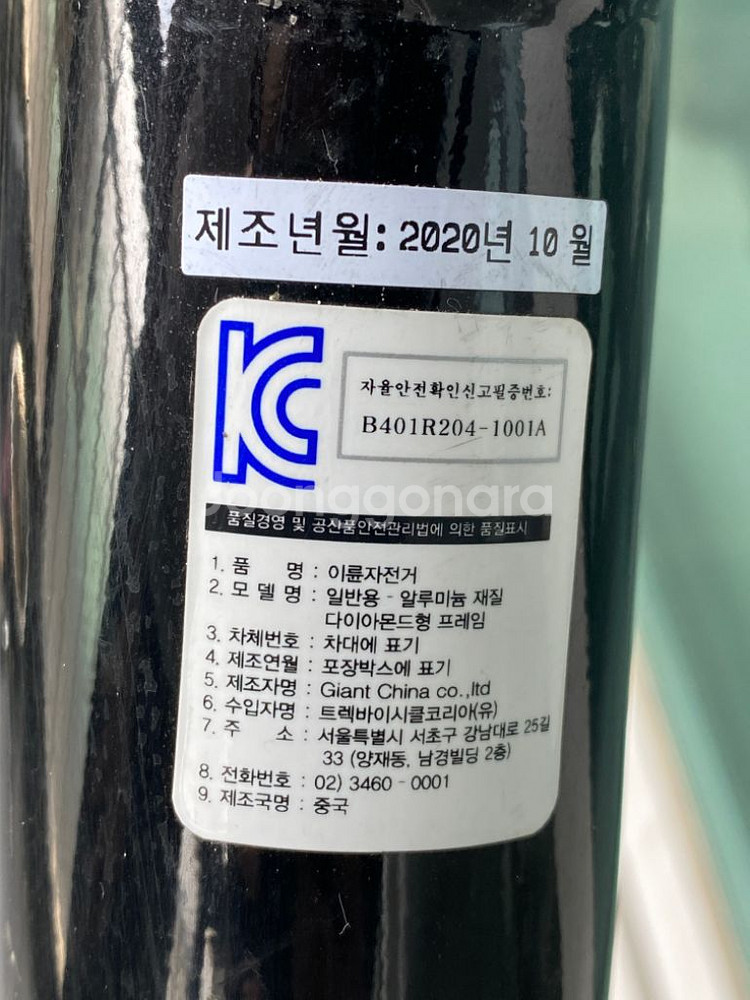 제조년월: 2020년 10 월
KC
자율안전확인신고필증번호:
B401R204-1001A
Joonggonara
품질경영 및 공산품안전관리법에 의한 품질표시
1. 품 명 : 이륜자전거
2. 모 델 명 : 일반용 - 알루미늄 재질
다이아몬드형 프레임
3. 차체번호 : 차대에 표기
4. 제조연월 : 포장박스에 표기
5. 제조자명 : Giant China co.,ltd
6. 수입자명 : 트렉바이시클코리아(유)
7. 주 소 : 서울특별시 서초구 강남대로 25길
33 (양재동, 남경빌딩 2층)
8. 전화번호 : 02) 3460 - 0001
9. 제조국명 : 중국